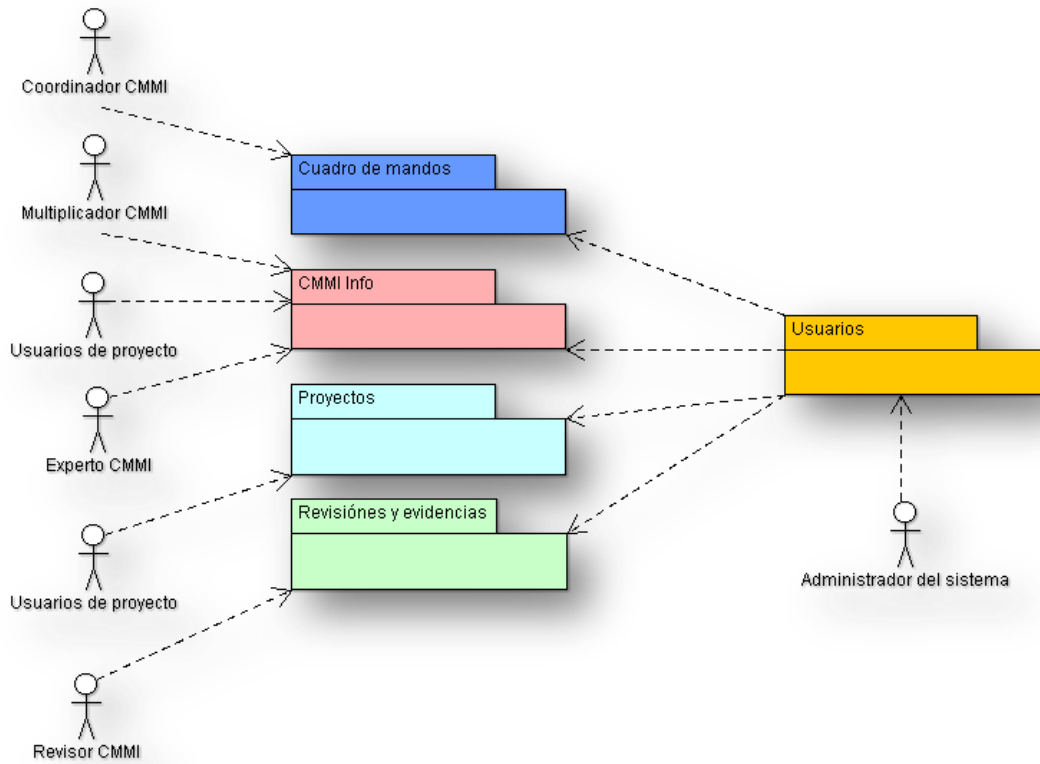 Coordinador CMMI
Cuadro de mandos
Multiplicador CMMI
CMMI Info
Usuarios de proyecto
Usuarios
Proyectos
Experto CMMI
Revisiónes y evidencias
Administrador del sistema
Usuarios de proyecto
Revisor CMMI